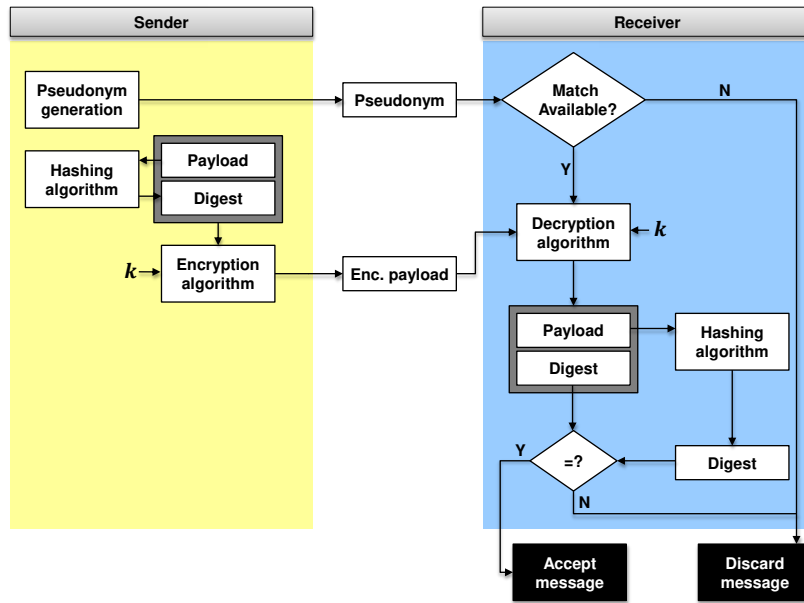 Sender
Receiver
Pseudonym
generation
Pseudonym
Match
Available?
N
Y
Hashing
algorithm
Payload
Digest
Decryption
algorithm
k
k
Encryption
algorithm
Enc. payload
Payload
Digest
Hashing
algorithm
Y
=?
Digest
N
Accept
message
Discard
message